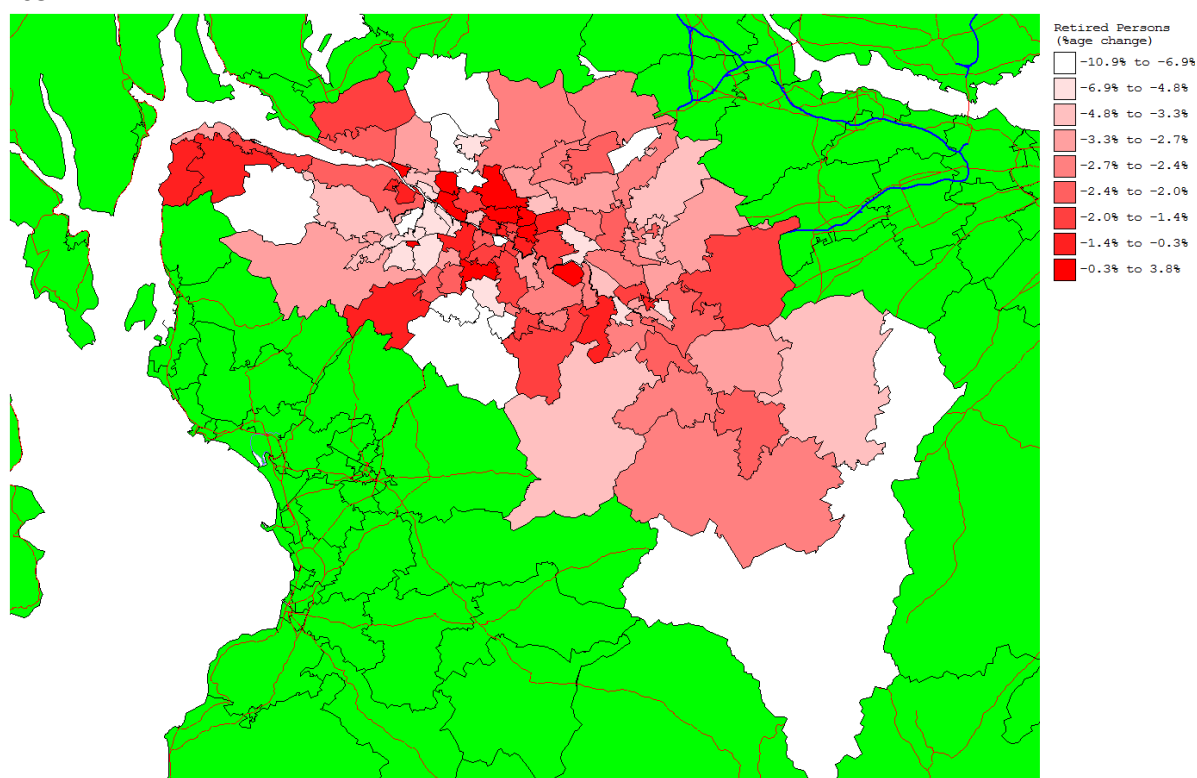 Retired Persons
(%age change)
-10.9% to -6.9%
-6.9% to -4.8%
-4.8% to -3.3%
-3.3% to -2.7%
-2.7% to -2.4%
-2.4% to -2.0%
-2.0% to -1.4%
-1.4% to -0.3%
-0.3% to 3.8%